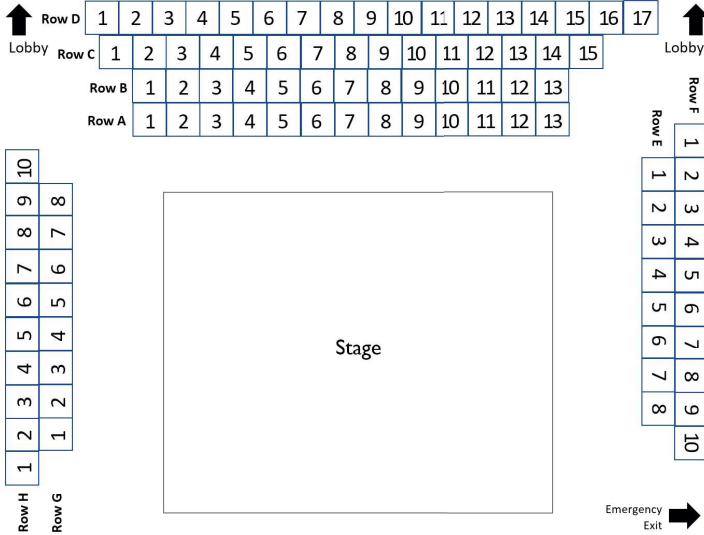 Row D 1 2 3 4 5 6 7 8 9 10 11 12 13 14 15 16 17
Lobby
Lobby
Row C 1 2 3 4 5 6 7 8 9 10 11 12 13 14 15
Row B 1 2 3 4 5 6 7 8 9 10 11 12 13
Row A 1 2 3 4 5 6 7 8 9 10 11 12 13
Row H 1 2 3 4 5 6 7 8 9 10
Row G 1 2 3 4 5 6 7 8
Stage
Row E 1 2 3 4 5 6 7 8
Row F 1 2 3 4 5 6 7 8 9 10
Emergency
Exit